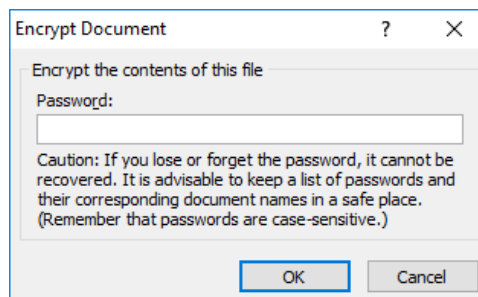 Encrypt Document ?
Encrypt the contents of this file
Password:
Caution: If you lose or forget the password, it cannot be
recovered. It is advisable to keep a list of passwords and
their corresponding document names in a safe place.
(Remember that passwords are case-sensitive.)
OK Cancel